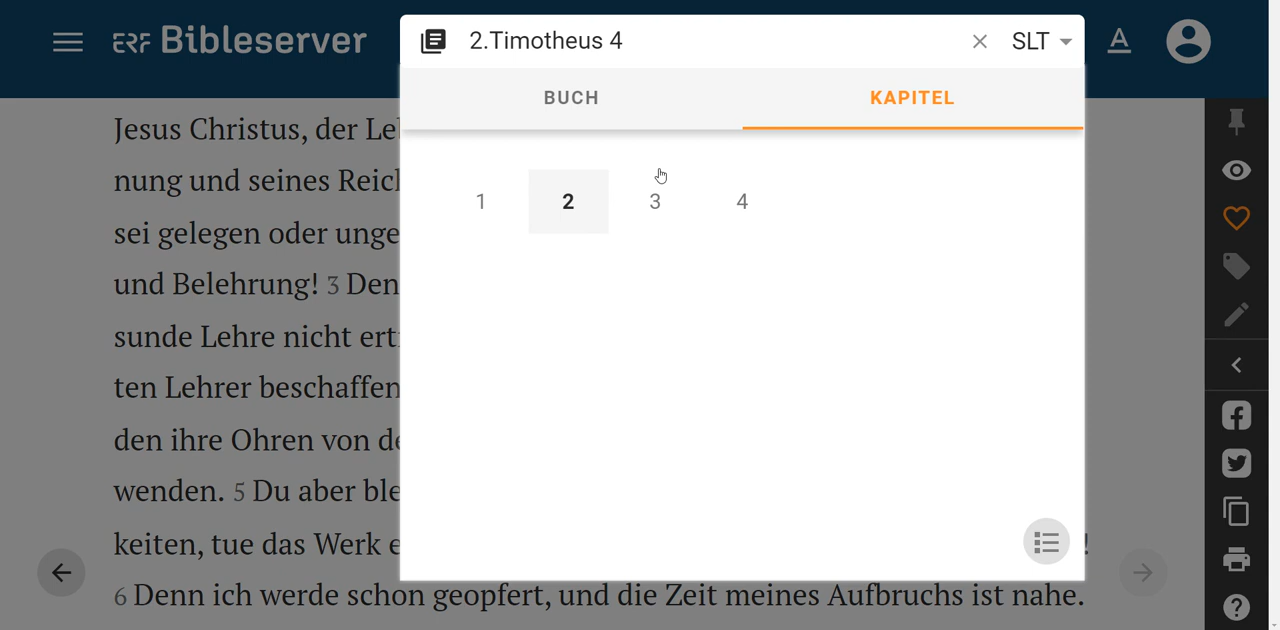 ERF Bibleserver
2.Timotheus 4
SLT
A
BUCH
KAPITEL
1 2 3 4
Jesus Christus, der Le
nung und seines Reic
sei gelegen oder unge
und Belehrung! 3 Den
sunde Lehre nicht ert
ten Lehrer beschaffen
den ihre Ohren von de
wenden. 5 Du aber ble
keiten, tue das Werk e !
6 Denn ich werde schon geopfert, und die Zeit meines Aufbruchs ist nahe.